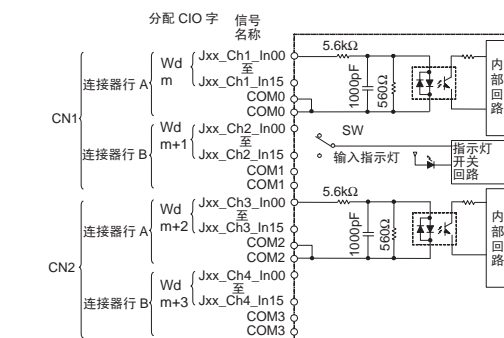 分配 CIO 字 信号
名称
CN1
连接器行 A
Wd
m
Jxx_Ch1_In00
至
Jxx_Ch1_In15
COM0
COM0
连接器行 B
Wd
m+1
Jxx_Ch2_In00
至
Jxx_Ch2_In15
COM1
COM1
5.6kΩ
1000pF
560Ω
内部回路
SW
输入指示灯
指示灯
开关
回路
CN2
连接器行 A
Wd
m+2
Jxx_Ch3_In00
至
Jxx_Ch3_In15
COM2
COM2
连接器行 B
Wd
m+3
Jxx_Ch4_In00
至
Jxx_Ch4_In15
COM3
COM3
5.6kΩ
1000pF
560Ω
内部回路